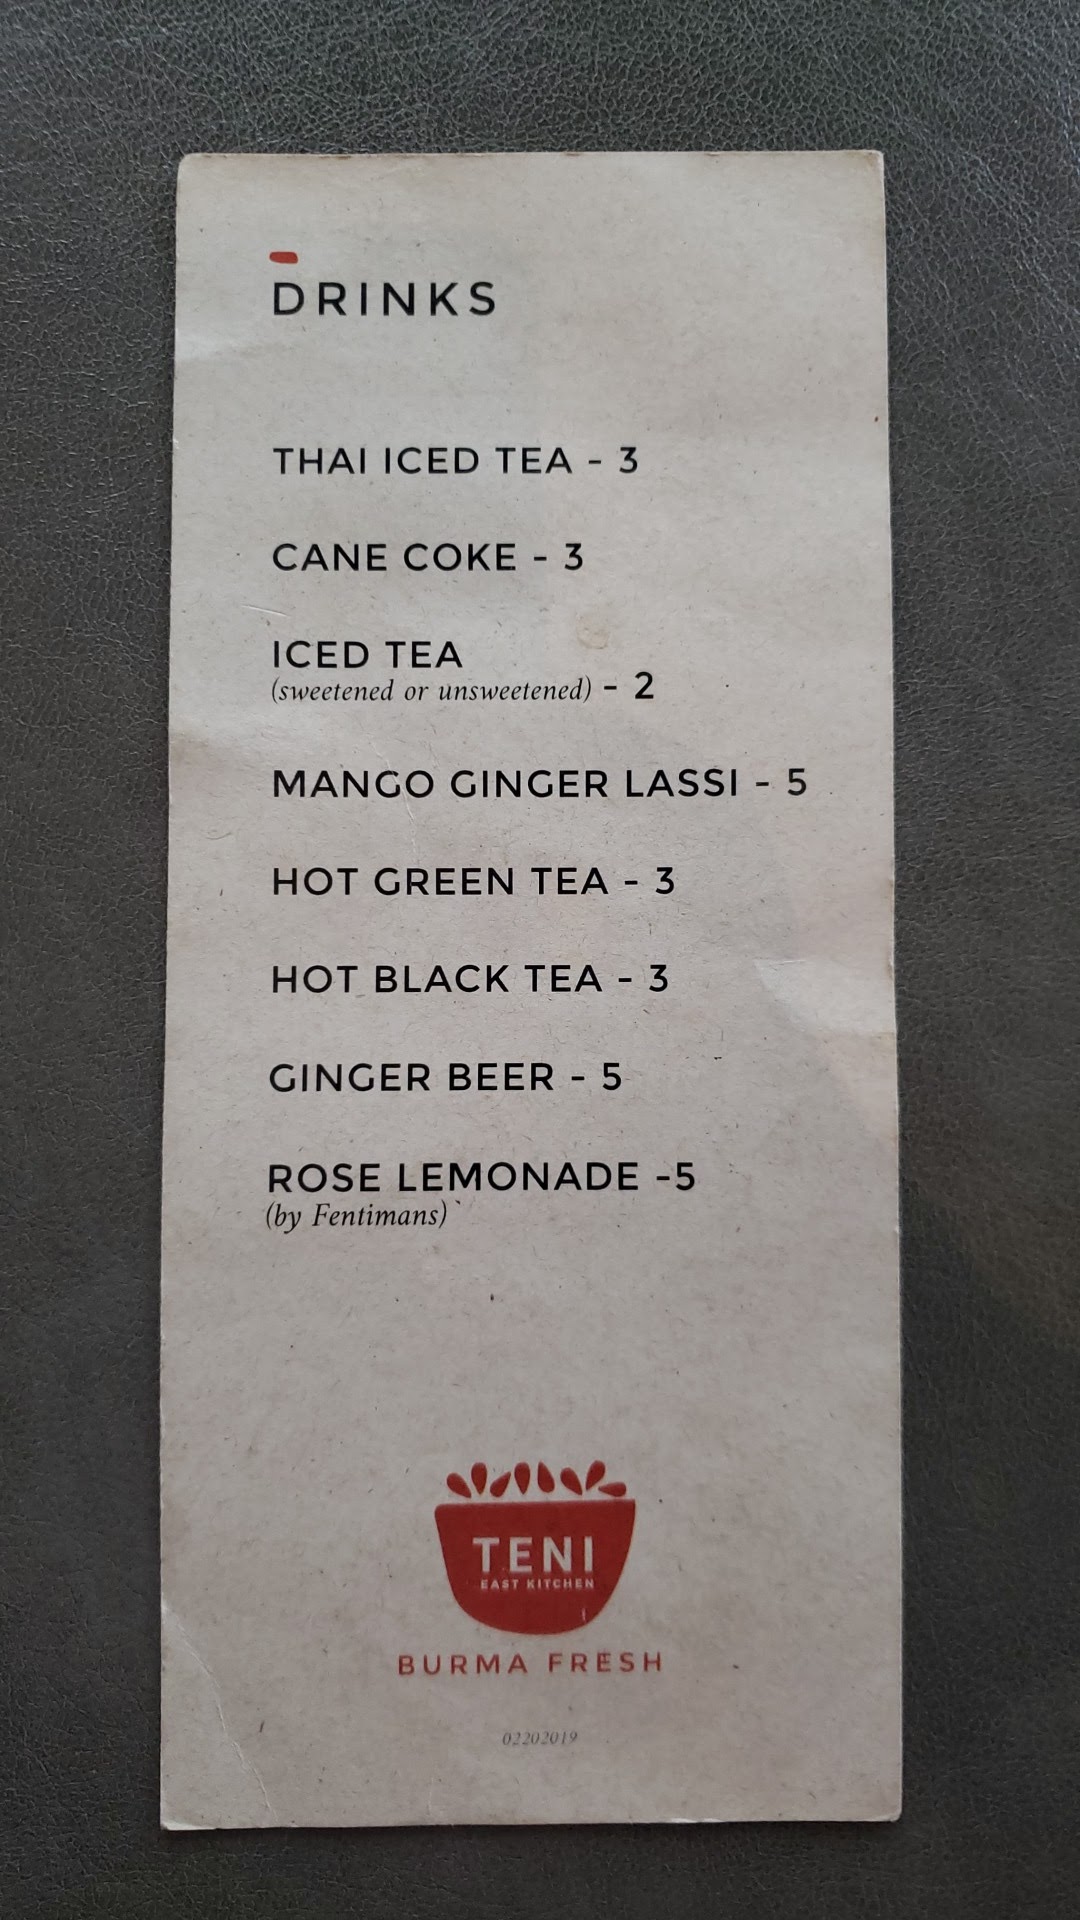 DRINKS
THAI ICED TEA - 3
CANE COKE - 3
ICED TEA
(sweetened or unsweetened) - 2
MANGO GINGER LASSI - 5
HOT GREEN TEA - 3
HOT BLACK TEA - 3
GINGER BEER - 5
ROSE LEMONADE -5
(by Fentimans)
TENI
EAST KITCHEN
BURMA FRESH
02202019